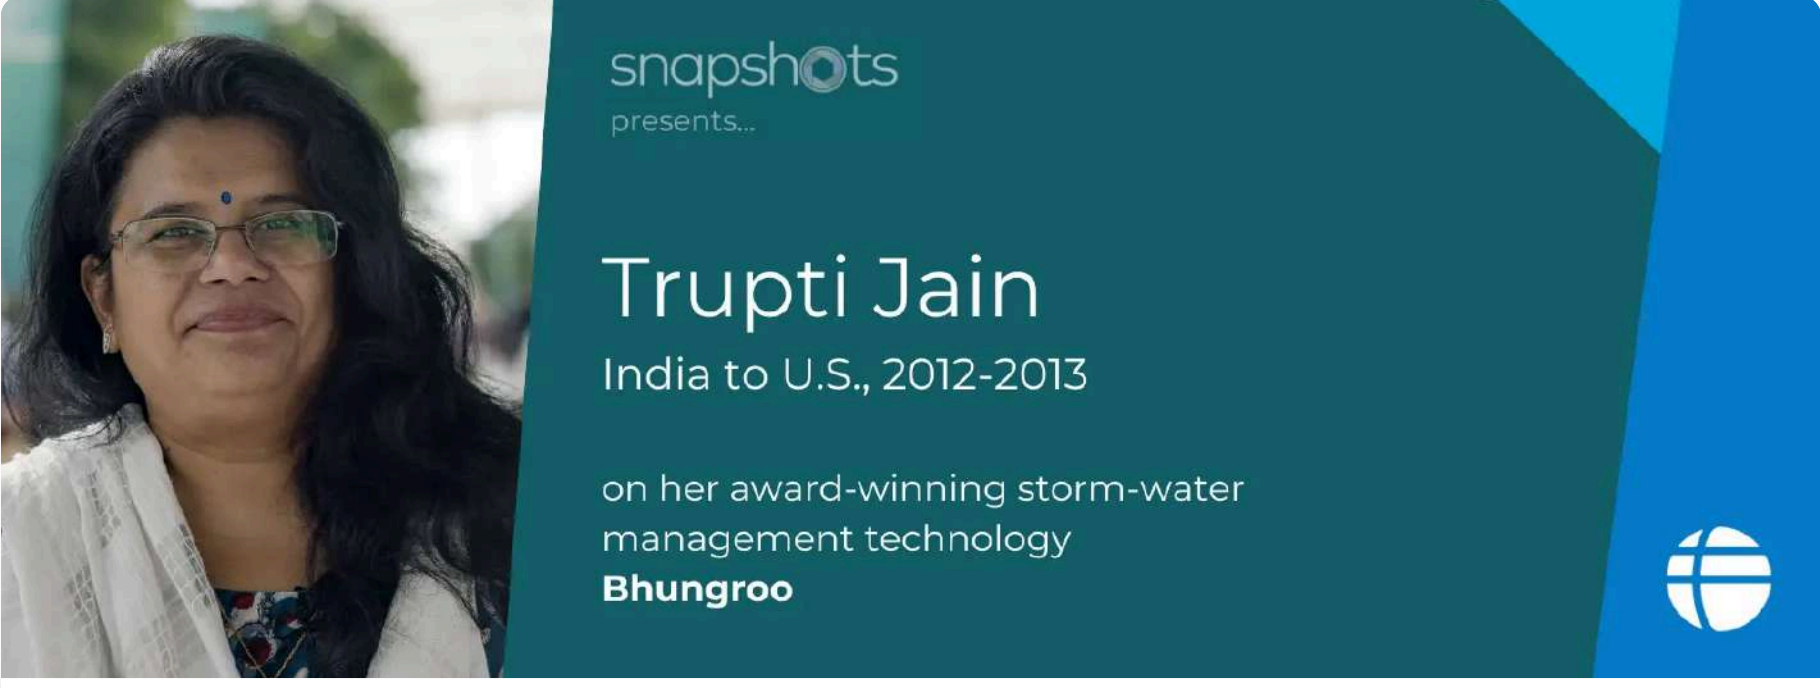 snapshots
presents...
Trupti Jain
India to U.S., 2012-2013
on her award-winning storm-water
management technology
Bhungroo